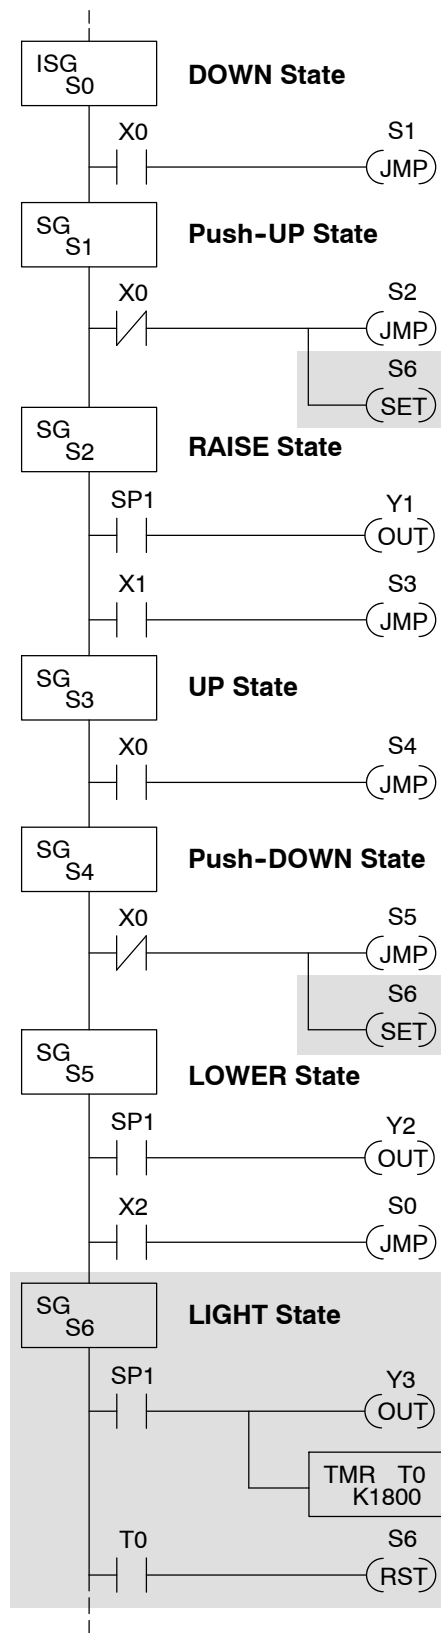 ISG
S0
DOWN State
X0
S1
JMP
SG
S1
Push-UP State
X0
S2
JMP
S6
SET
SG
S2
RAISE State
SP1
Y1
OUT
X1
S3
JMP
SG
S3
UP State
X0
S4
JMP
SG
S4
Push-DOWN State
X0
S5
JMP
S6
SET
SG
S5
LOWER State
SP1
Y2
OUT
X2
S0
JMP
SG
S6
LIGHT State
SP1
Y3
OUT
TMR T0
K1800
T0
S6
RST